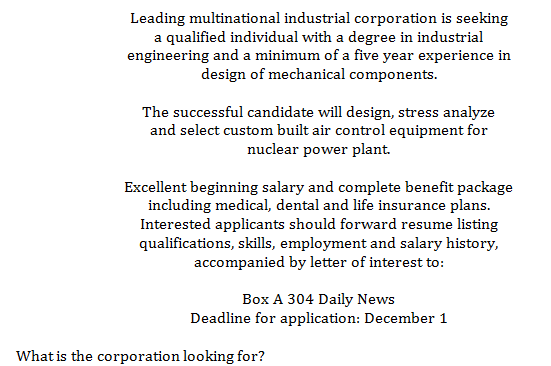 Leading multinational industrial corporation is seeking
a qualified individual with a degree in industrial
engineering and a minimum of a five year experience in
design of mechanical components.
The successful candidate will design, stress analyze
and select custom built air control equipment for
nuclear power plant.
Excellent beginning salary and complete benefit package
including medical, dental and life insurance plans.
Interested applicants should forward resume listing
qualifications, skills, employment and salary history,
accompanied by letter of interest to:
Box A 304 Daily News
Deadline for application: December 1
What is the corporation looking for?